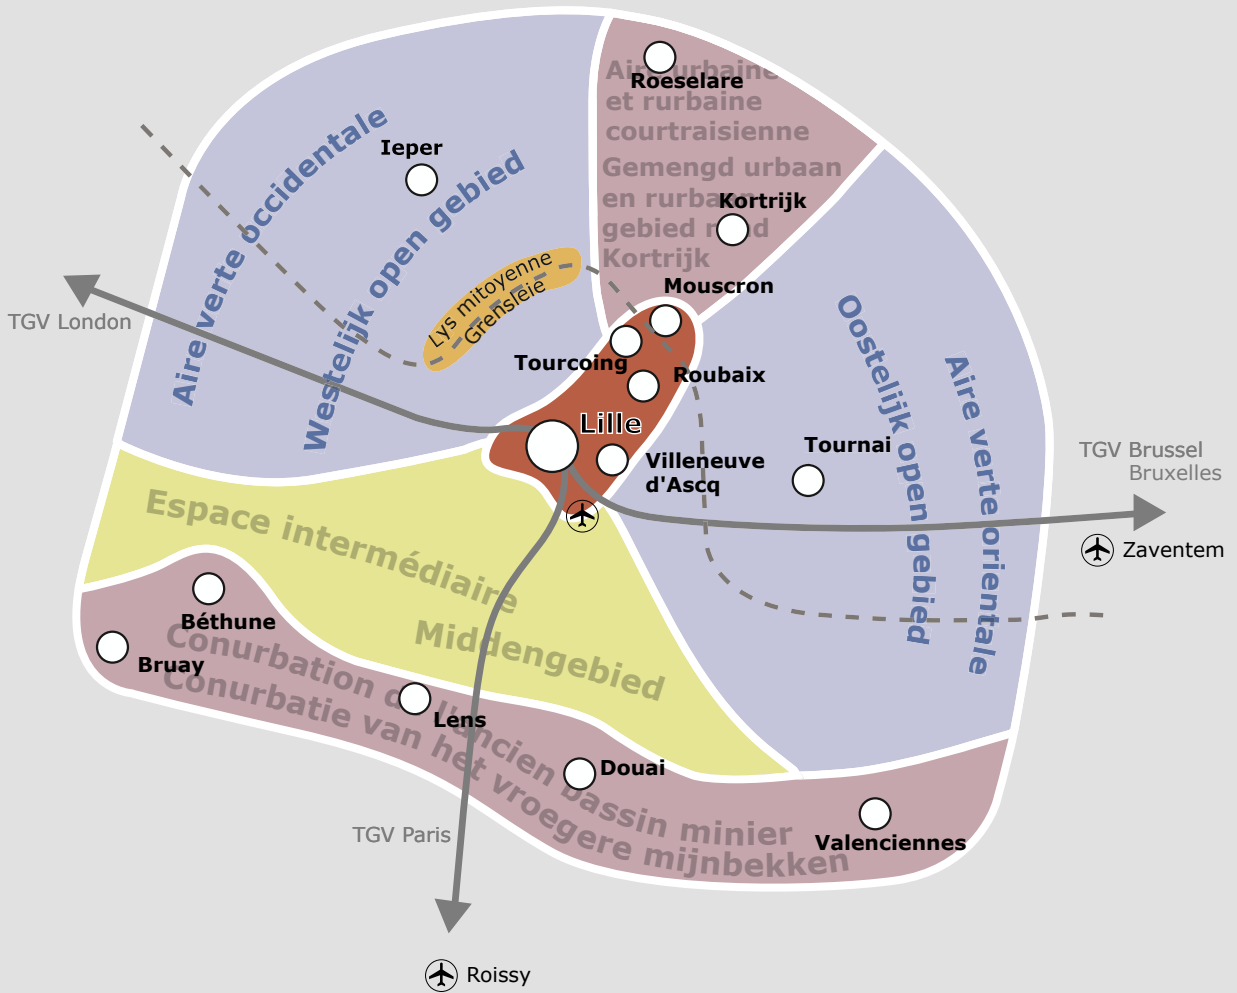 Aire urbaine
et rurbaine
courtraisienne
Gemengd urbaan
en rurbaan
gebied rond
Kortrijk
Roeselare
Kortrijk
Ieper
Aire verte occidentale
Westelijk open gebied
Lys mitoyenne
Grensleie
Mouscron
Tourcoing
Roubaix
Lille
Villeneuve
d'Ascq
Tournai
Oostelijk open gebied
Aire verte orientale
TGV London
TGV Brussel
Bruxelles
Zaventem
Espace intermédiaire
Middengebied
Béthune
Bruay
Conurbation de l'ancien bassin minier
Conurbatie van het vroegere mijnbekken
Lens
Douai
Valenciennes
TGV Paris
Roissy